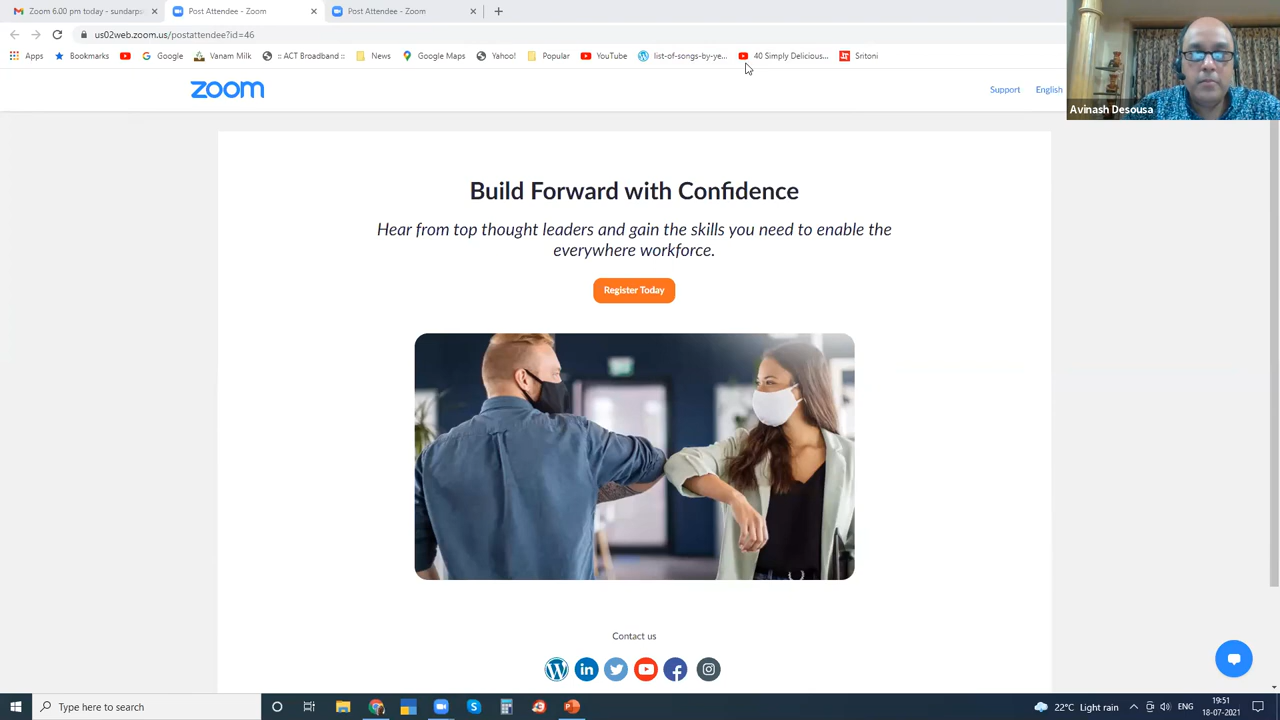 Zoom 6.00 pm today - sundarps
Post Attendee - Zoom
Post Attendee - Zoom
us02web.zoom.us/postattendee?id=46
Apps
Bookmarks
Google
Vanam Milk
:: ACT Broadband ::
News
Google Maps
Yahoo!
Popular
YouTube
list-of-songs-by-ye...
40 Simply Delicious...
Sritoni
zoom
Support
English
Avinash Desousa
Build Forward with Confidence
Hear from top thought leaders and gain the skills you need to enable the
everywhere workforce.
Register Today
Contact us
Type here to search
22°C Light rain
ENG
19:51
18-07-2021